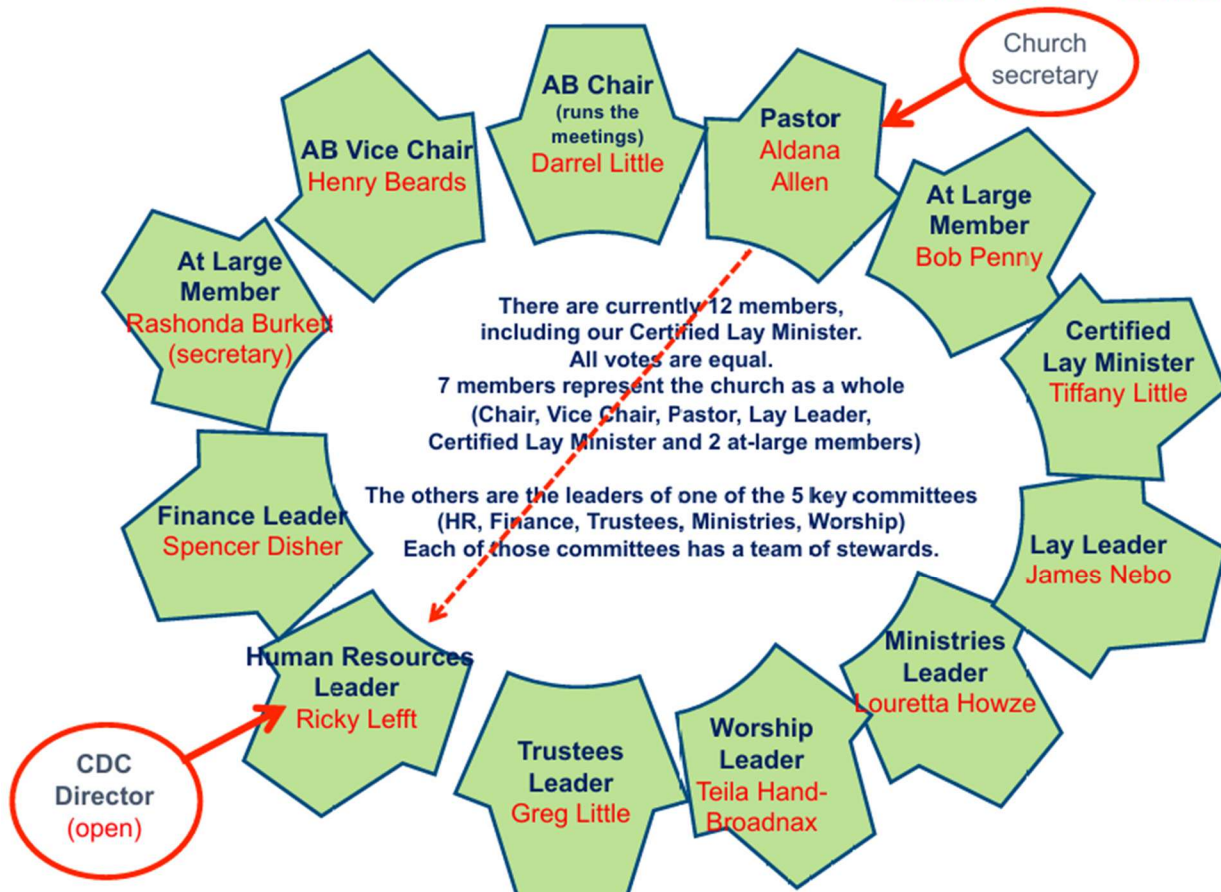 Church
secretary
AB Chair
(runs the
meetings)
Darrel Little
Pastor
Aldana
Allen
AB Vice Chair
Henry Beards
At Large
Member
Bob Penny
At Large
Member
Rashonda Burkett
(secretary)
Certified
Lay Minister
Tiffany Little
There are currently 12 members,
including our Certified Lay Minister.
All votes are equal.
7 members represent the church as a whole
(Chair, Vice Chair, Pastor, Lay Leader,
Certified Lay Minister and 2 at-large members)
The others are the leaders of one of the 5 key committees
(HR, Finance, Trustees, Ministries, Worship)
Each of those committees has a team of stewards.
Finance Leader
Spencer Disher
Lay Leader
James Nebo
Human Resources
Leader
Ricky Lefft
Ministries
Leader
Louretta Howze
Trustees
Leader
Greg Little
Worship
Leader
Teila Hand-
Broadnax
CDC
Director
(open)